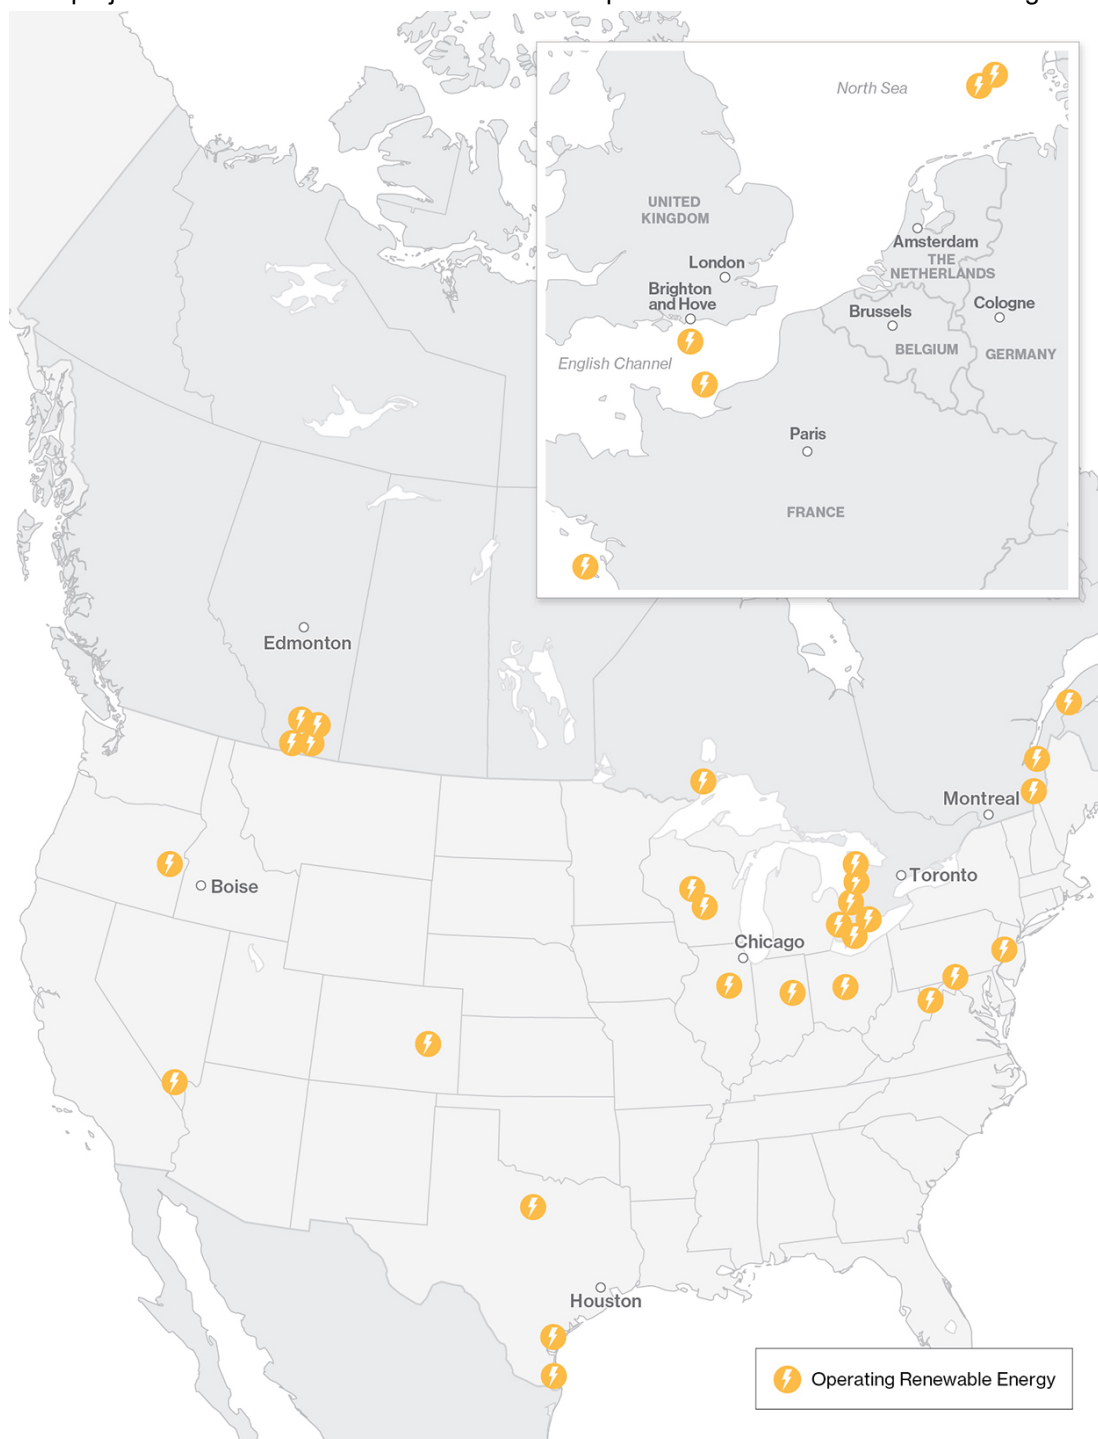 North Sea
UNITED
KINGDOM
Amsterdam
THE
NETHERLANDS
London
Brighton
and Hove
Brussels
Cologne
BELGIUM
GERMANY
English Channel
Paris
FRANCE
Edmonton
Montreal
Boise
Toronto
Chicago
Houston
Operating Renewable Energy